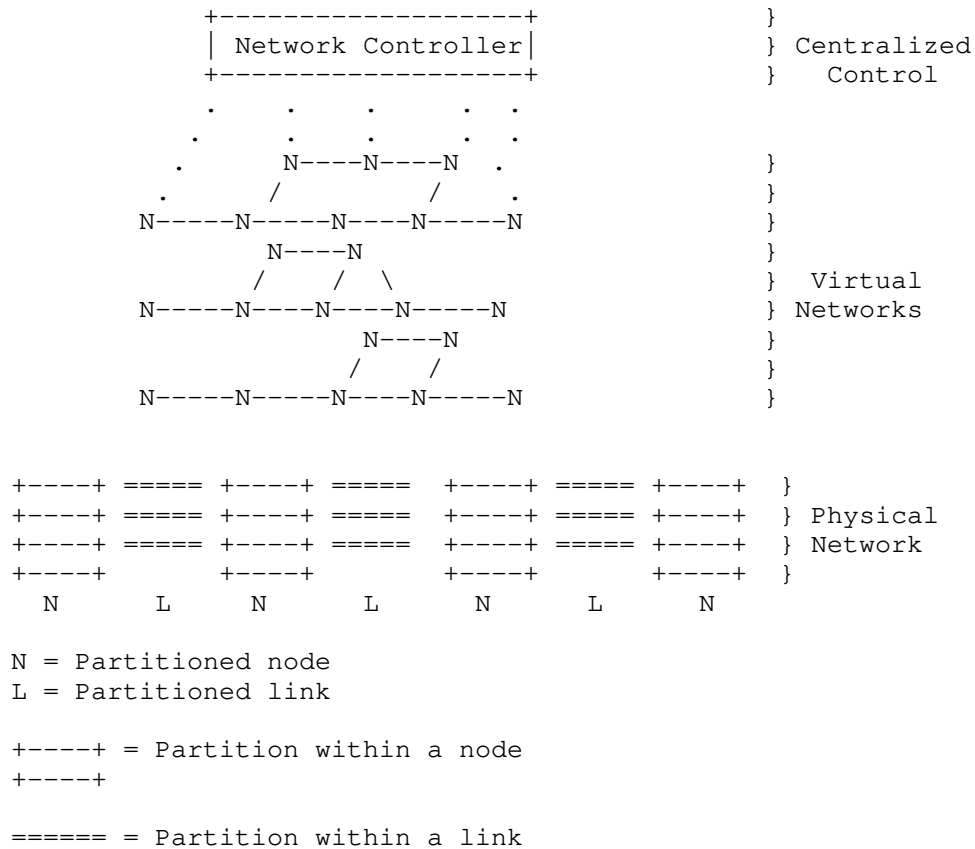 +-------------------+              }
                         | Network Controller|              } Centralized
                         +-------------------+              }   Control
                         .     .    .     .  .
                        .      .    .     .  .
                       .      N----N----N  .                }
                      .      /         /    .               }
                    N-----N-----N----N-----N                }
                            N----N                          }
                           /    /  \                        }  Virtual
                    N-----N----N----N-----N                 } Networks
                                  N----N                    }
                                 /    /                     }
                    N-----N-----N----N-----N                }
            +----+ ===== +----+ =====  +----+ ===== +----+  }
            +----+ ===== +----+ =====  +----+ ===== +----+  } Physical
            +----+ ===== +----+ =====  +----+ ===== +----+  } Network
            +----+       +----+        +----+       +----+  }
              N      L     N      L      N      L      N
            N = Partitioned node
            L = Partitioned link
            +----+ = Partition within a node
            +----+
            ====== = Partition within a link